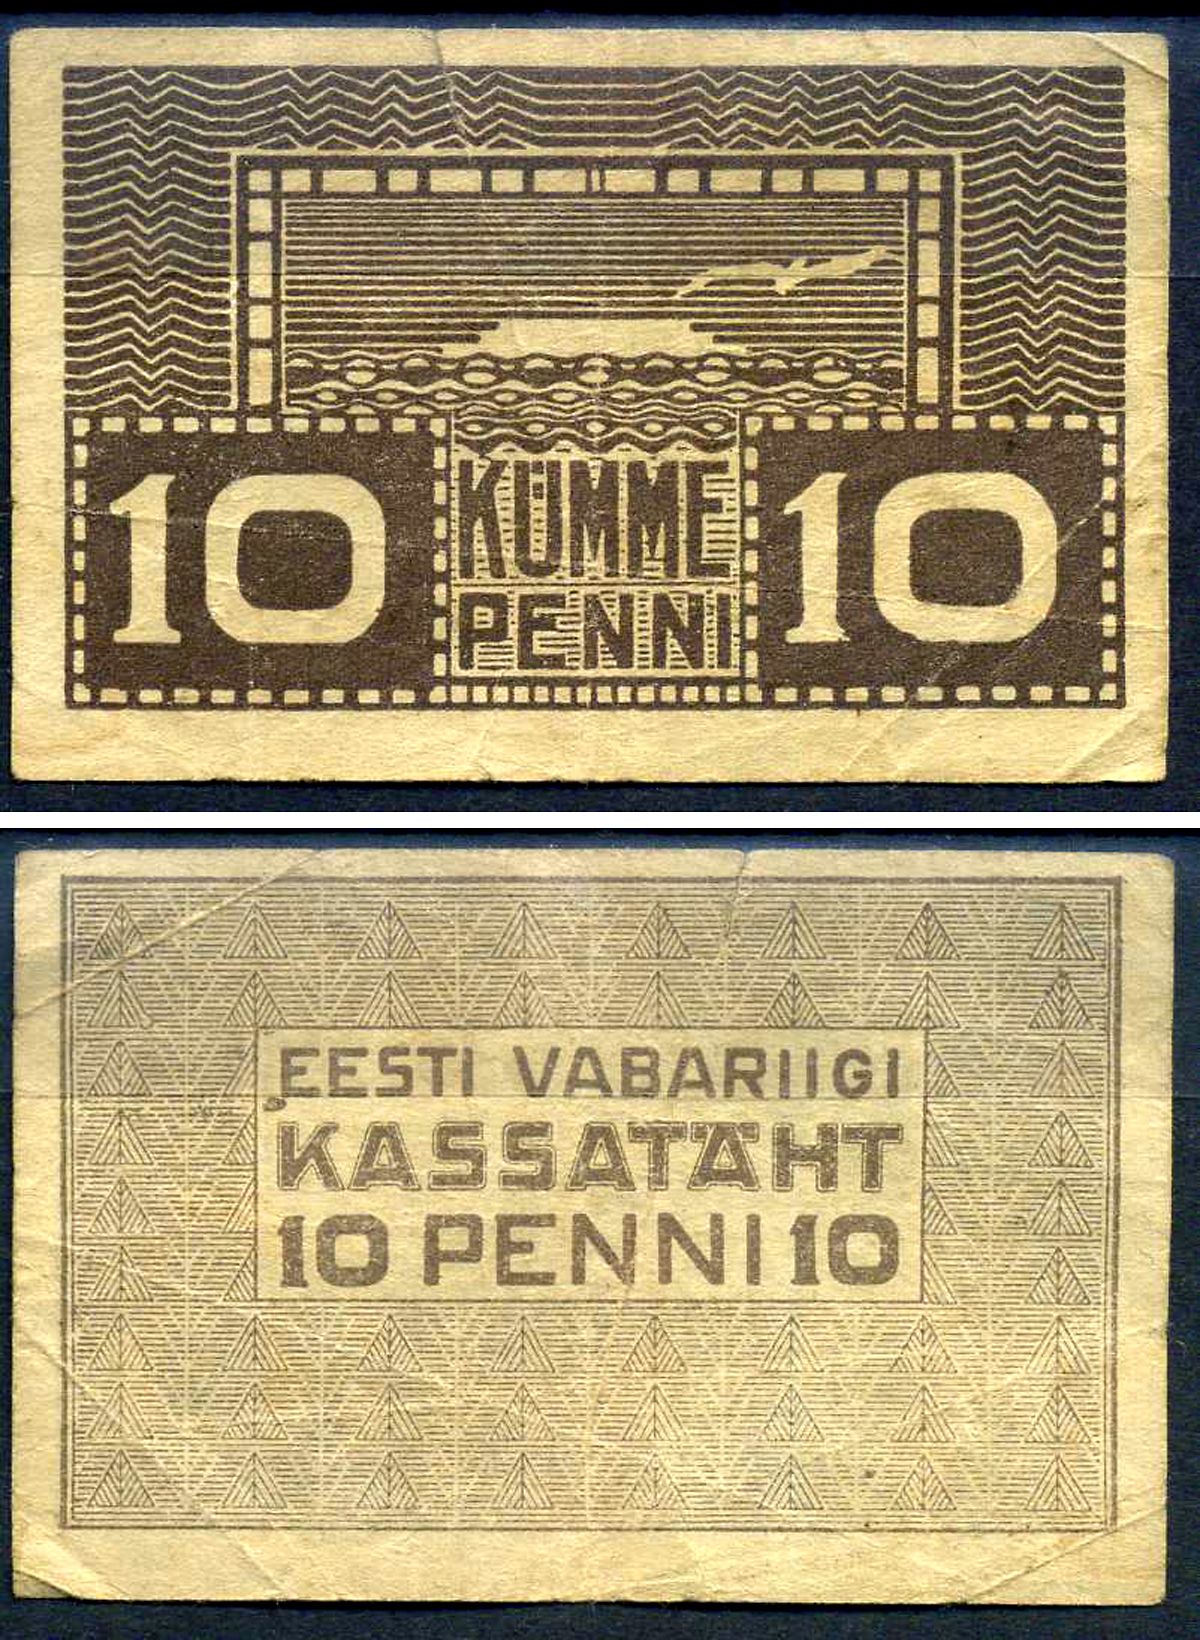 10 KÜMME 10
PENNI
EESTI VABARIIGI
KASSATÄHT
10 PENNI 10